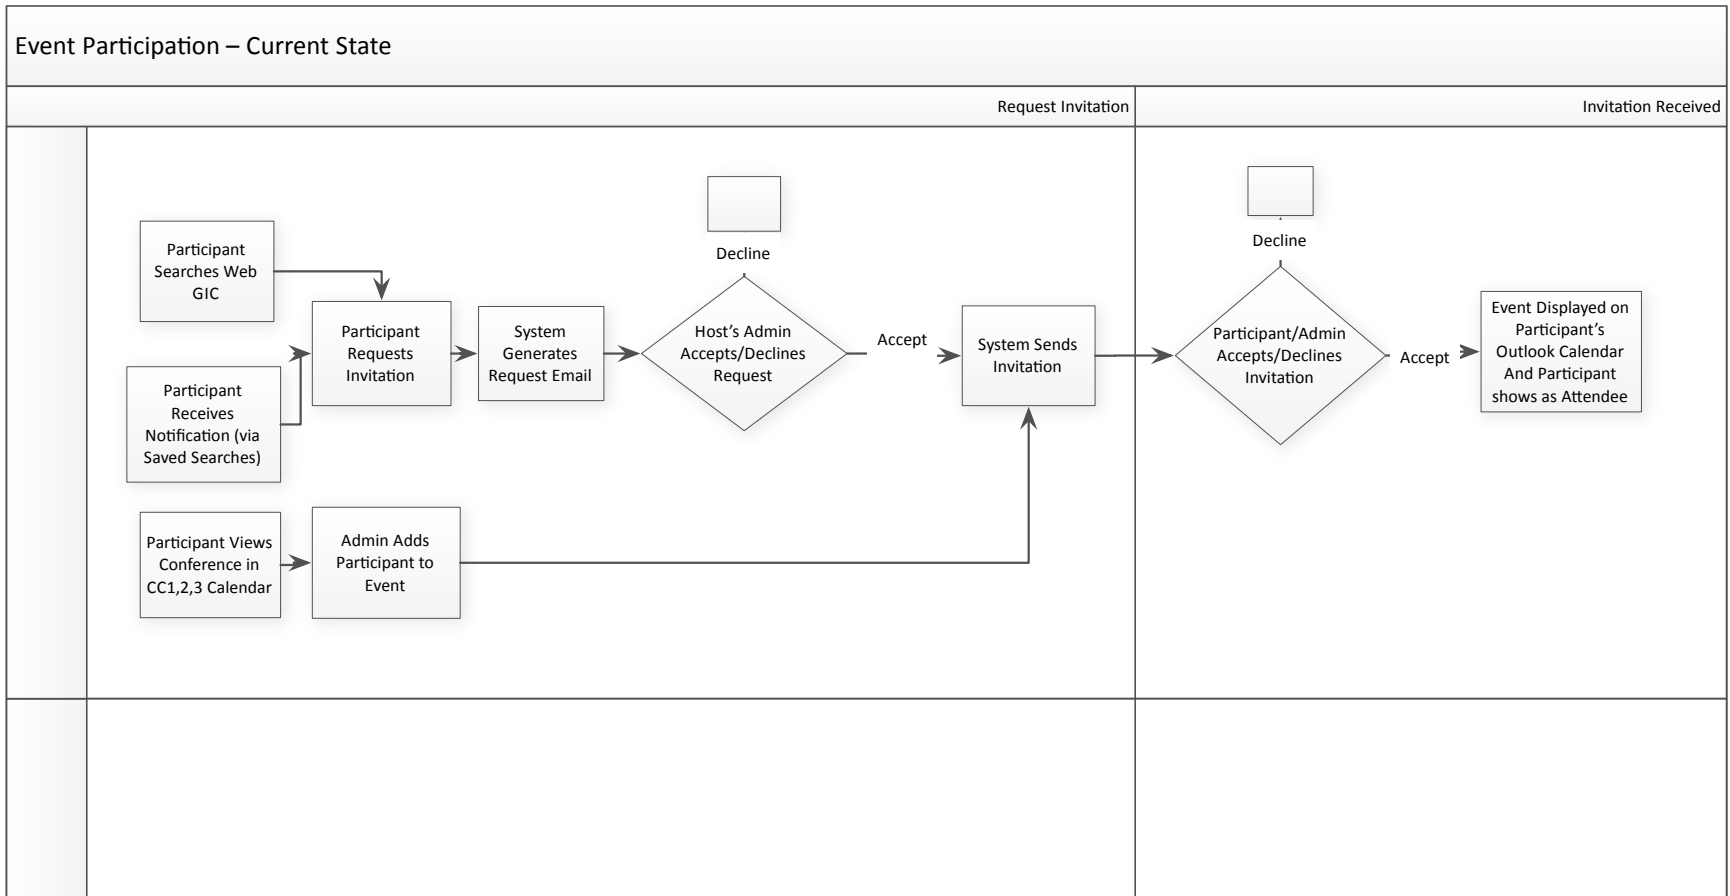 Event Participation – Current State
Request Invitation
Invitation Received
Participant
Searches Web
GIC
Participant
Receives
Notification (via
Saved Searches)
Participant Views
Conference in
CC1,2,3 Calendar
Participant
Requests
Invitation
Admin Adds
Participant to
Event
System
Generates
Request Email
Decline
Host's Admin
Accepts/Declines
Request
Accept
System Sends
Invitation
Decline
Participant/Admin
Accepts/Declines
Invitation
Accept
Event Displayed on
Participant's
Outlook Calendar
And Participant
shows as Attendee